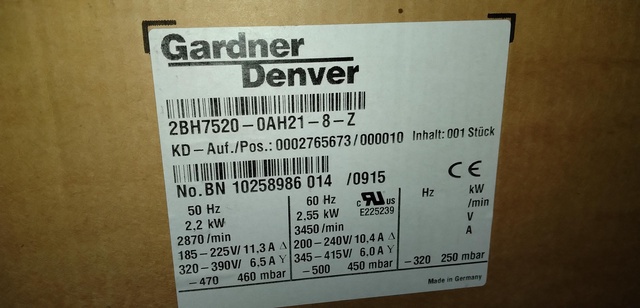 Gardner
Denver
2BH7520-0AH21-8-Z
KD-Auf./Pos.: 0002765673/000010 Inhalt: 001 Stück
No.BN 10258986 014 /0915
CE
50 Hz
2,2 kW
2870/min
185-225V/ 11,3 A Δ
320-390V/ 6,5 A Y
-470 460 mbar
60 Hz
2,55 kW
3450/min
200-240V/ 10,4 A Δ
345-415V/ 6,0 A Y
-500 450 mbar
c RU us
E225239
Hz kW
/min
V
A
-320 250 mbar
Made in Germany